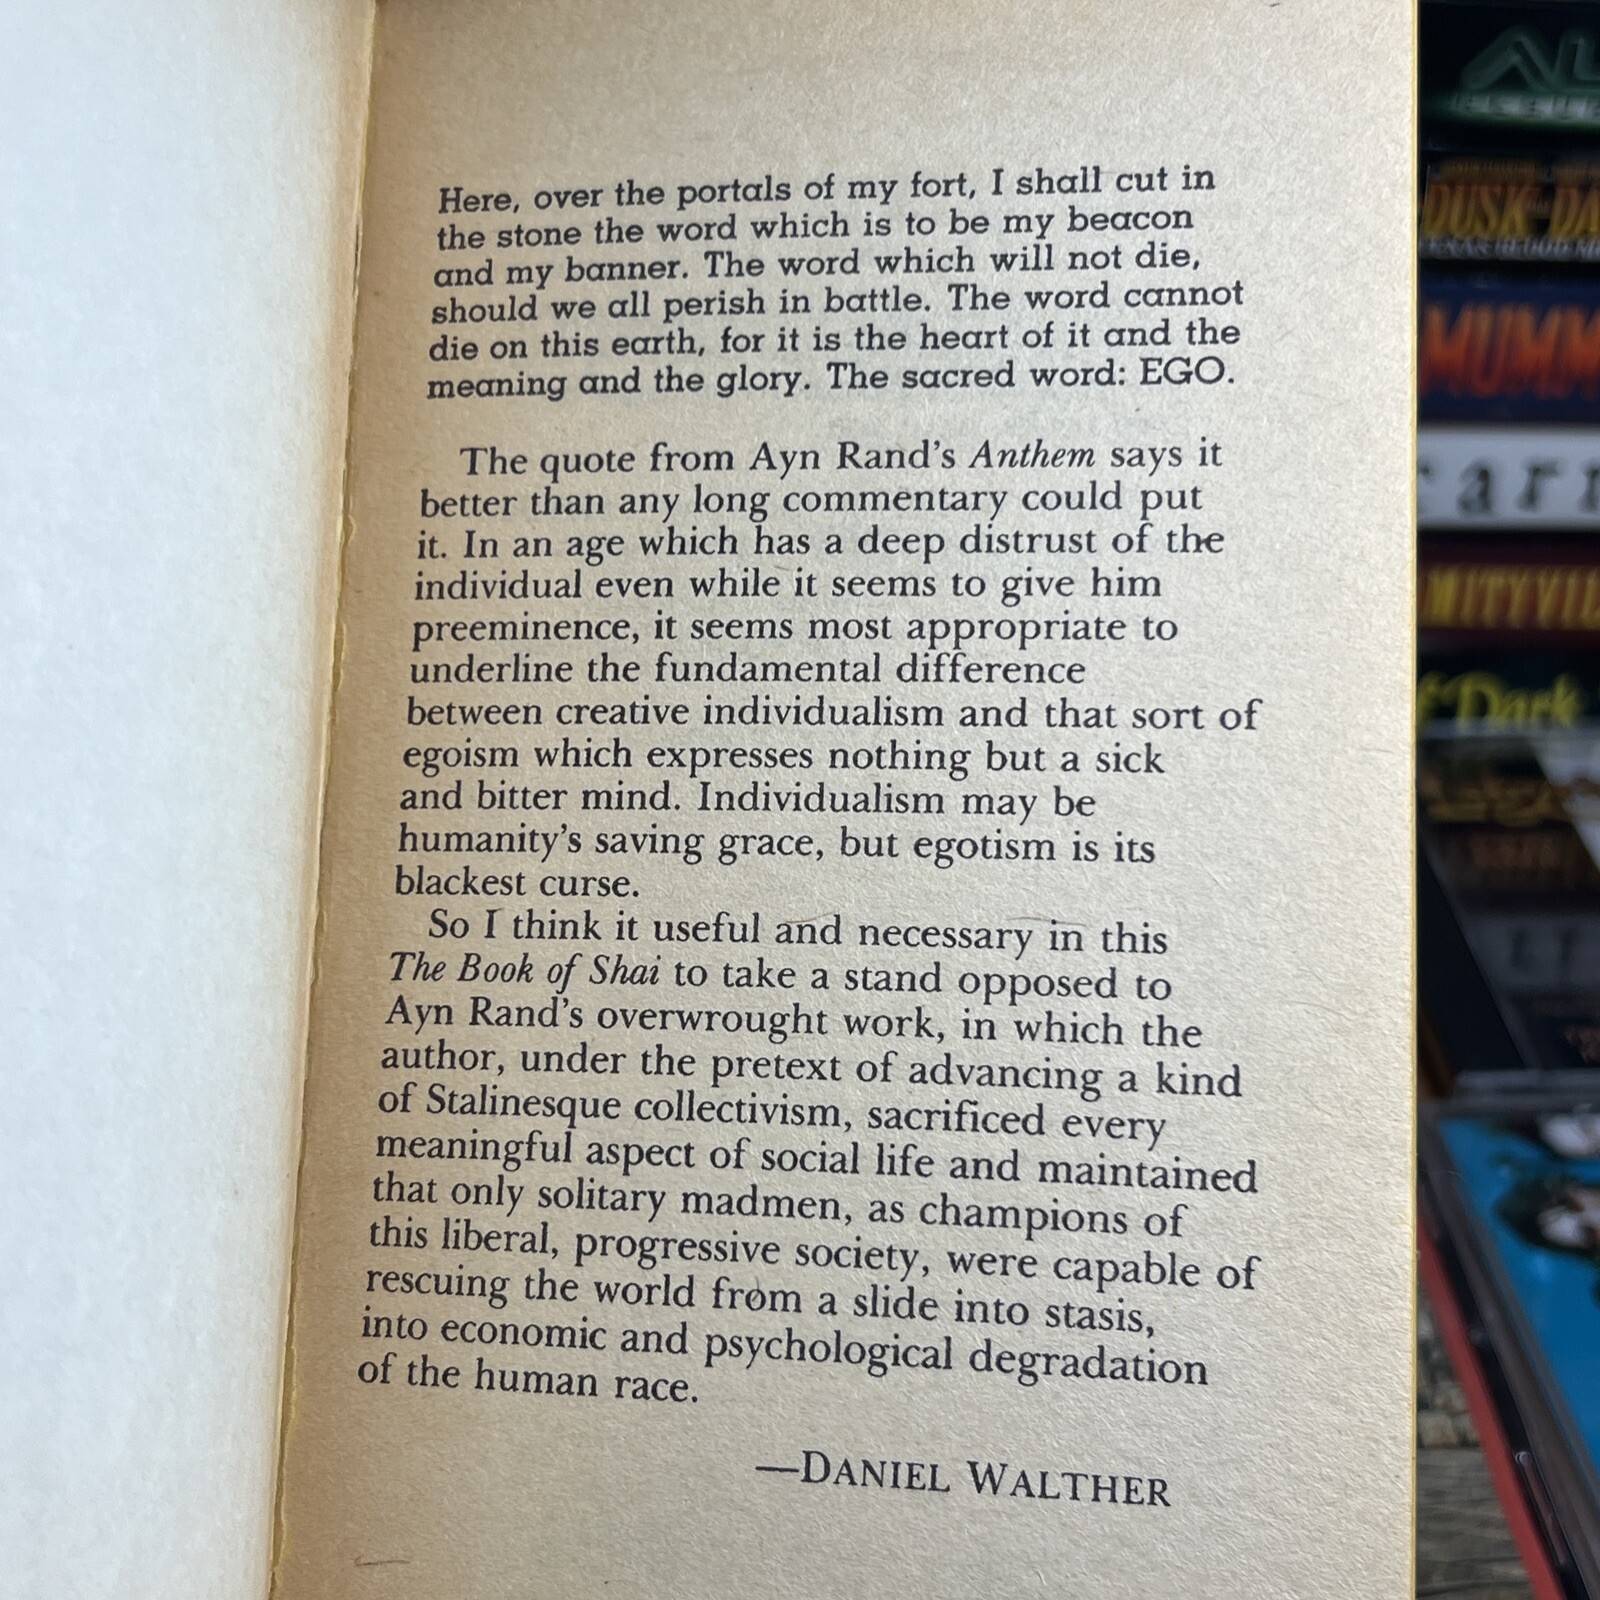 Here, over the portals of my fort, I shall cut in
the stone the word which is to be my beacon
and my banner. The word which will not die,
should we all perish in battle. The word cannot
die on this earth, for it is the heart of it and the
meaning and the glory. The sacred word: EGO.
The quote from Ayn Rand's Anthem says it
better than any long commentary could put
it. In an age which has a deep distrust of the
individual even while it seems to give him
preeminence, it seems most appropriate to
underline the fundamental difference
between creative individualism and that sort of
egoism which expresses nothing but a sick
and bitter mind. Individualism may be
humanity's saving grace, but egotism is its
blackest curse.
So I think it useful and necessary in this
The Book of Shai to take a stand opposed to
Ayn Rand's overwrought work, in which the
author, under the pretext of advancing a kind
of Stalinesque collectivism, sacrificed every
meaningful aspect of social life and maintained
that only solitary madmen, as champions of
this liberal, progressive society, were capable of
rescuing the world from a slide into stasis,
into economic and psychological degradation
of the human race.
—DANIEL WALTHER
AL
DUSK DA
MUMM
arr
MITYVIL
f Dark